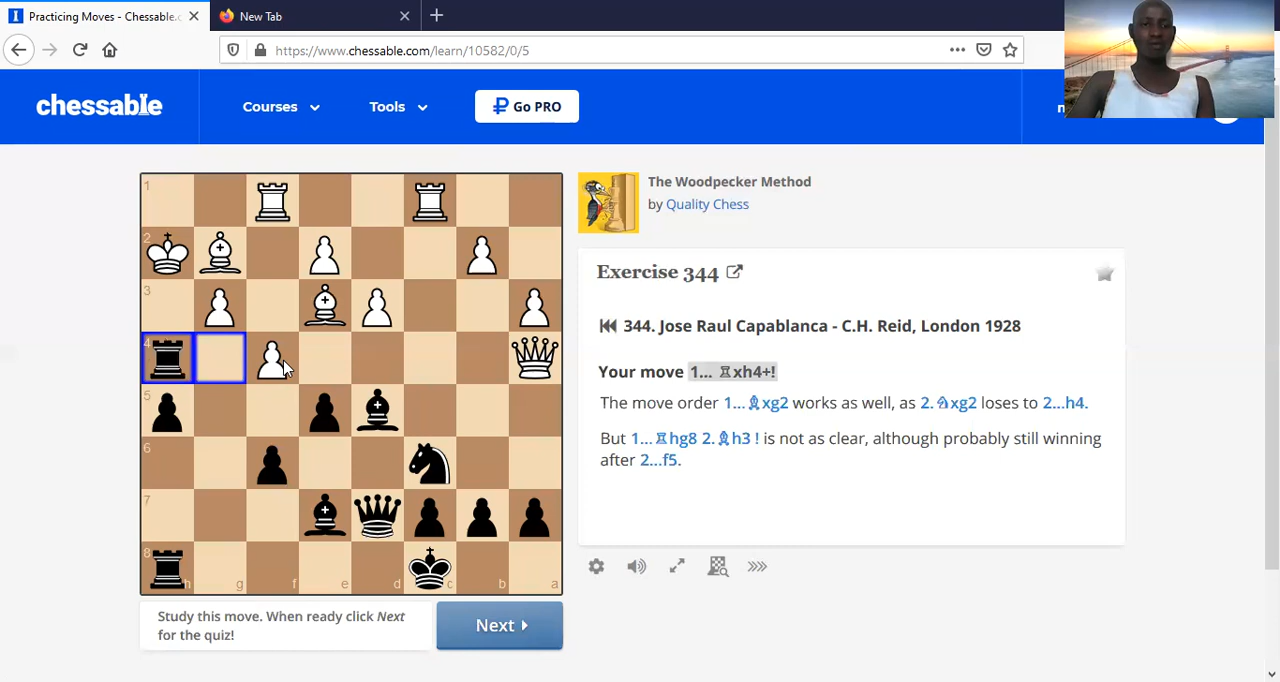 Practicing Moves - Chessable.c
New Tab
https://www.chessable.com/learn/10582/0/5
chessable
Courses
Tools
Go PRO
The Woodpecker Method
by Quality Chess
Exercise 344
344. Jose Raul Capablanca - C.H. Reid, London 1928
Your move 1... ♖xh4+!
The move order 1...♗xg2 works as well, as 2.♘xg2 loses to 2...h4.
But 1...♖hg8 2.♗h3 ! is not as clear, although probably still winning
after 2...f5.
1
2
3
4
5
6
7
8
h
g
f
e
d
c
b
a
Study this move. When ready click Next
for the quiz!
Next